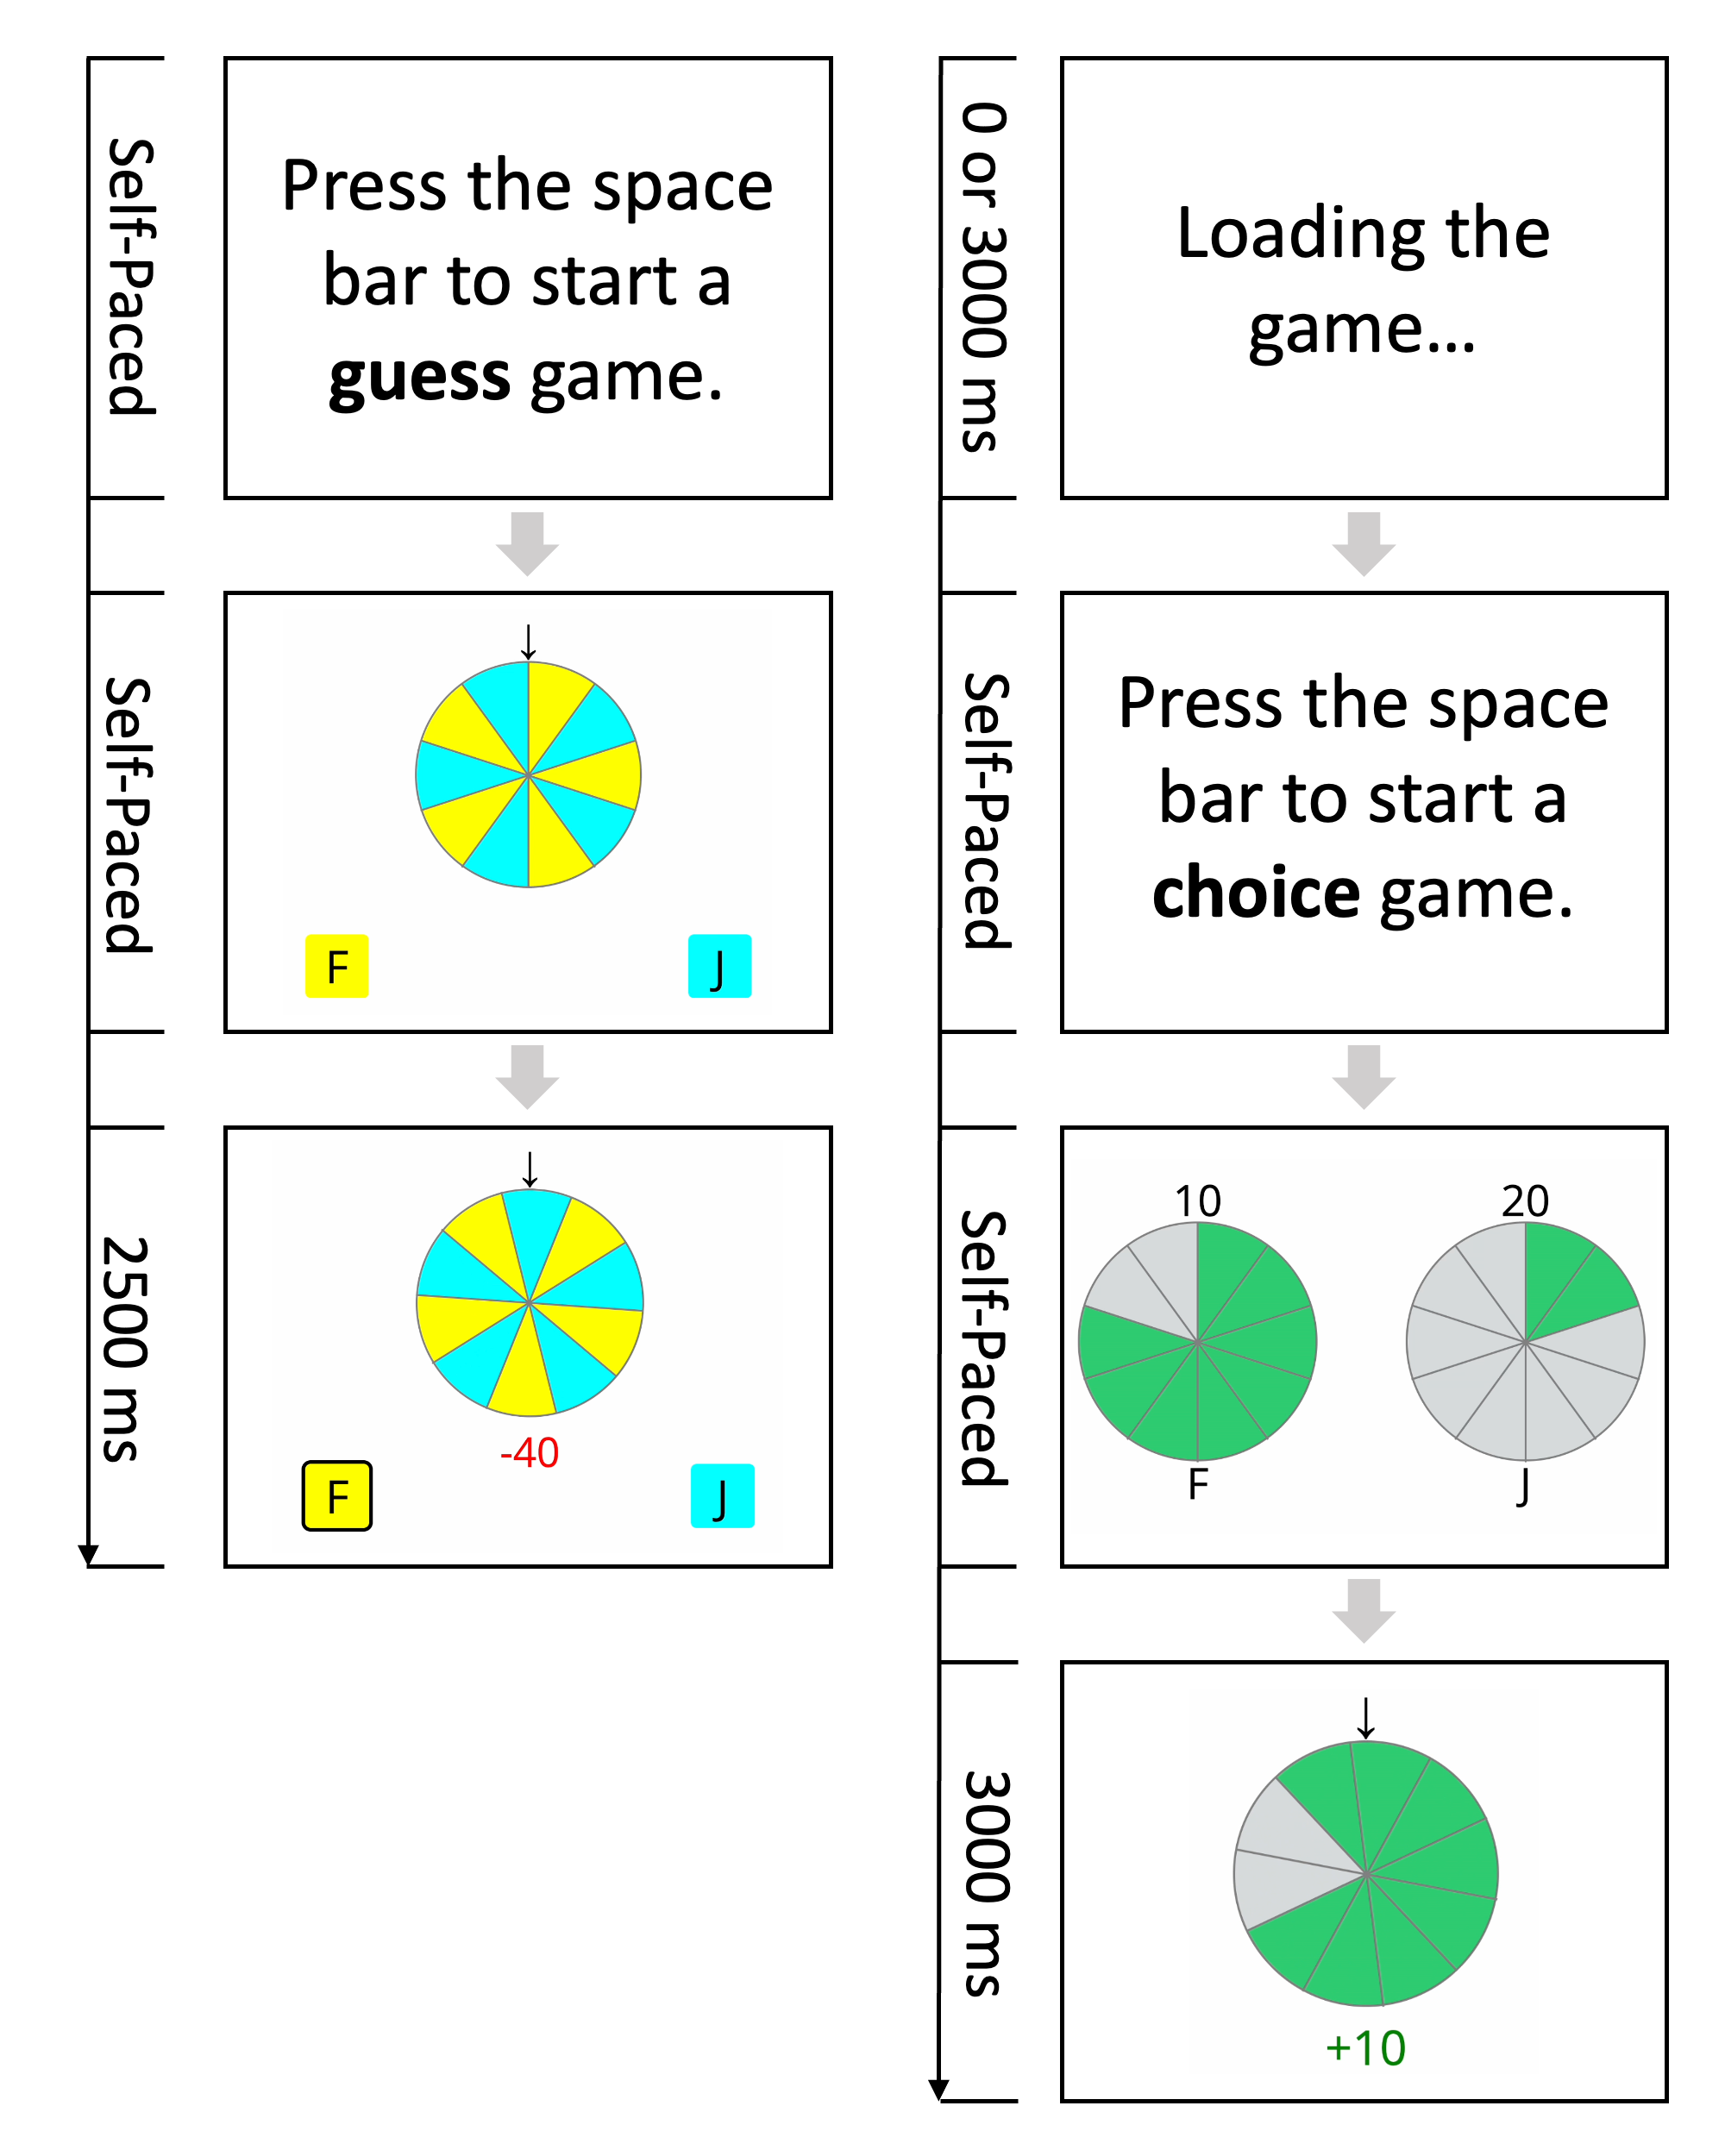 Self-Paced
Press the space
bar to start a
guess game.
Self-Paced
↓
F
J
2500 ms
↓
-40
F
J
0 or 3000 ms
Loading the
game...
Self-Paced
Press the space
bar to start a
choice game.
Self-Paced
10
20
F
J
3000 ms
↓
+10